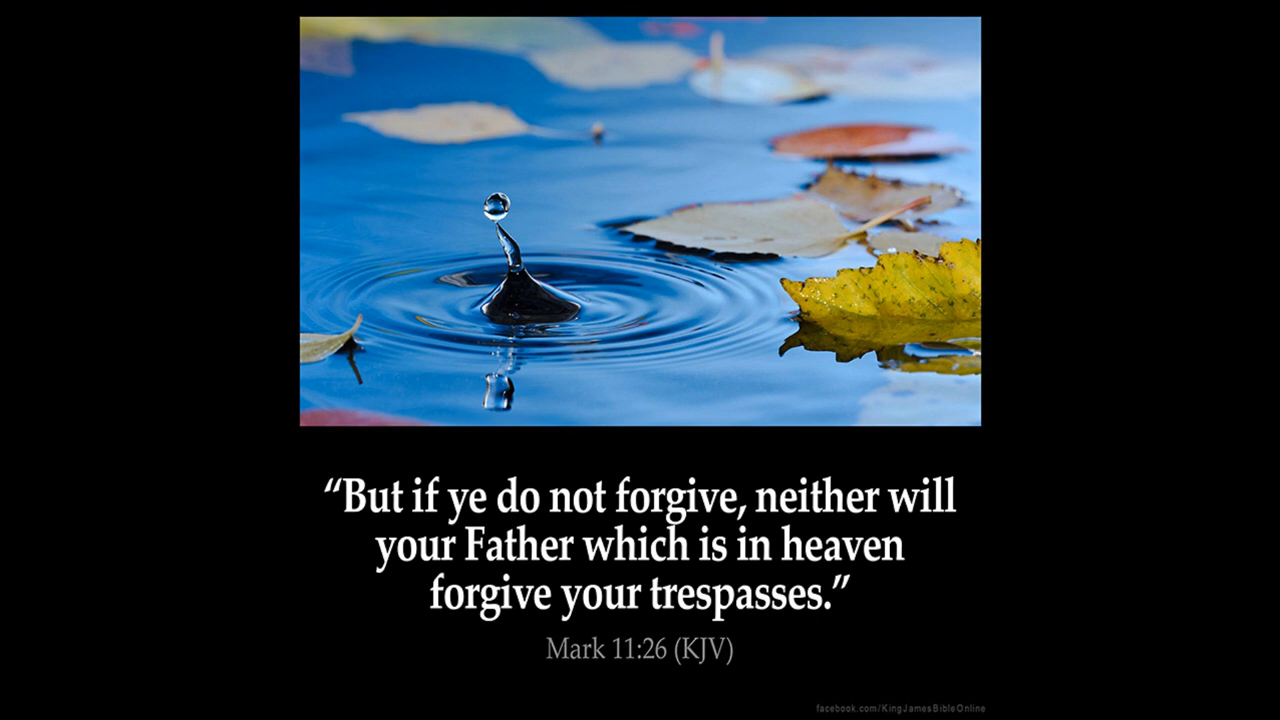 “But if ye do not forgive, neither will
your Father which is in heaven
forgive your trespasses.”
Mark 11:26 (KJV)
facebook.com/KingJamesBibleOnline